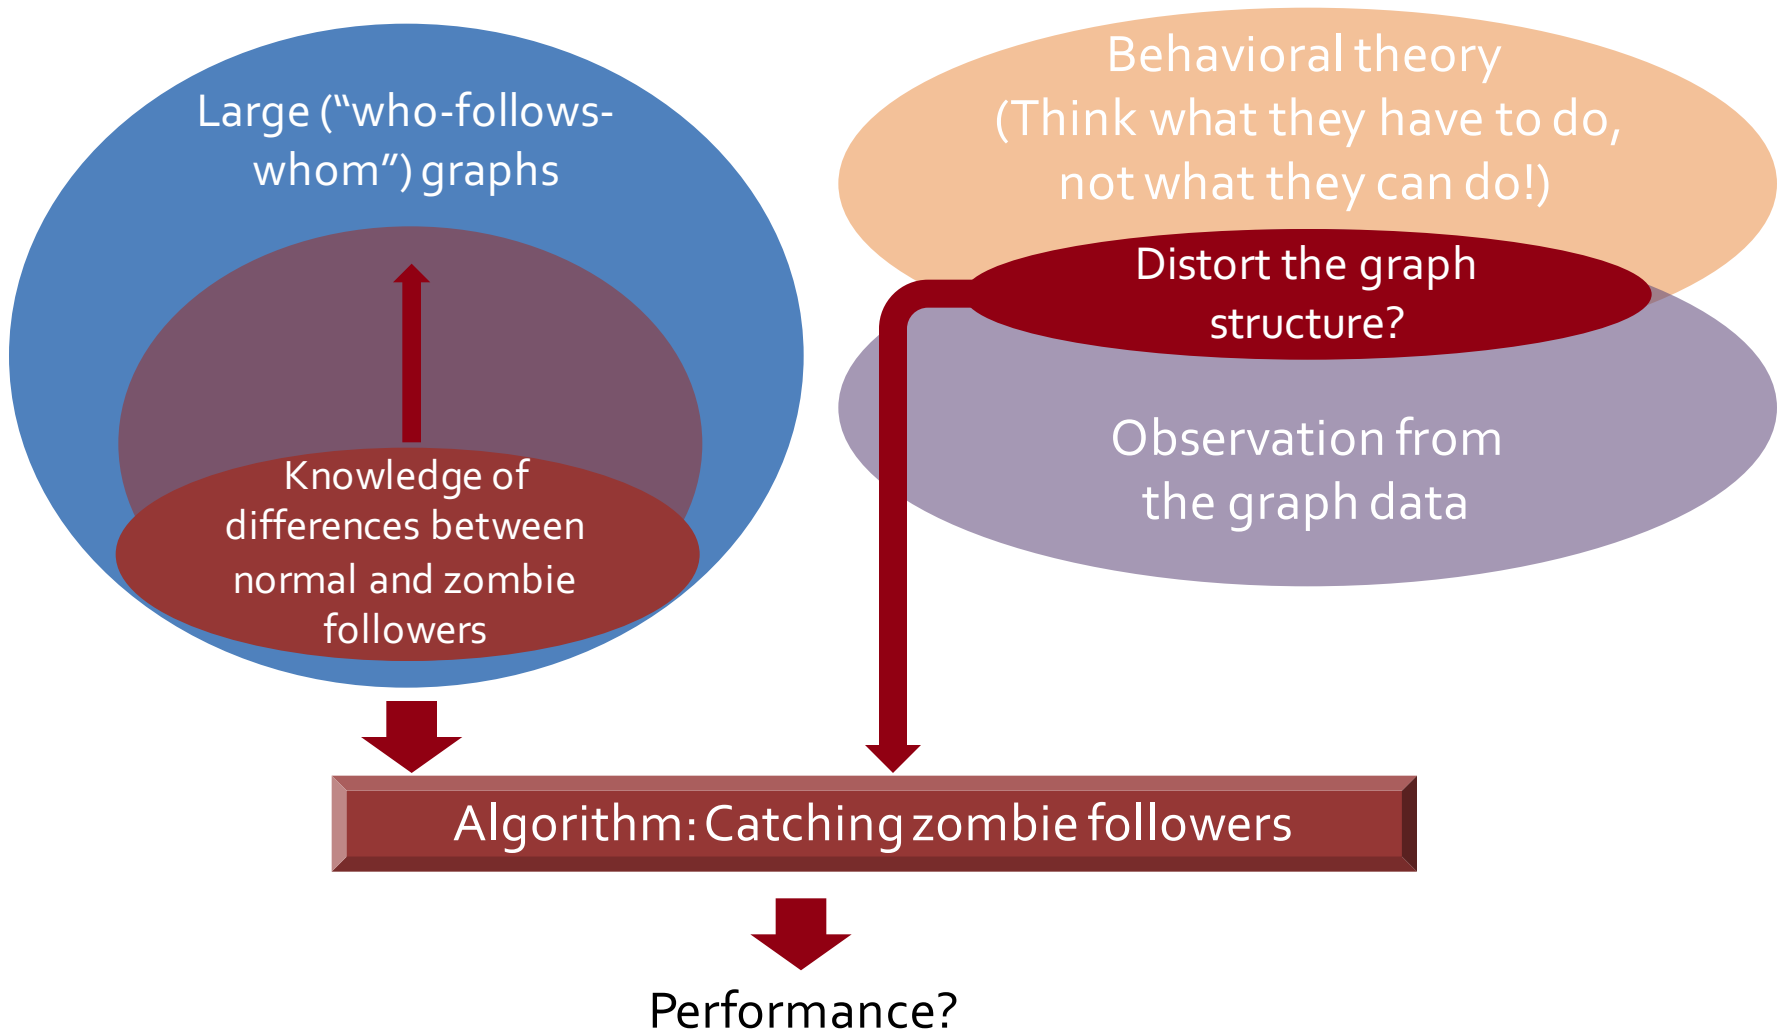 Large (“who-follows-
whom”) graphs
Knowledge of
differences between
normal and zombie
followers
Behavioral theory
(Think what they have to do,
not what they can do!)
Distort the graph
structure?
Observation from
the graph data
Algorithm: Catching zombie followers
Performance?